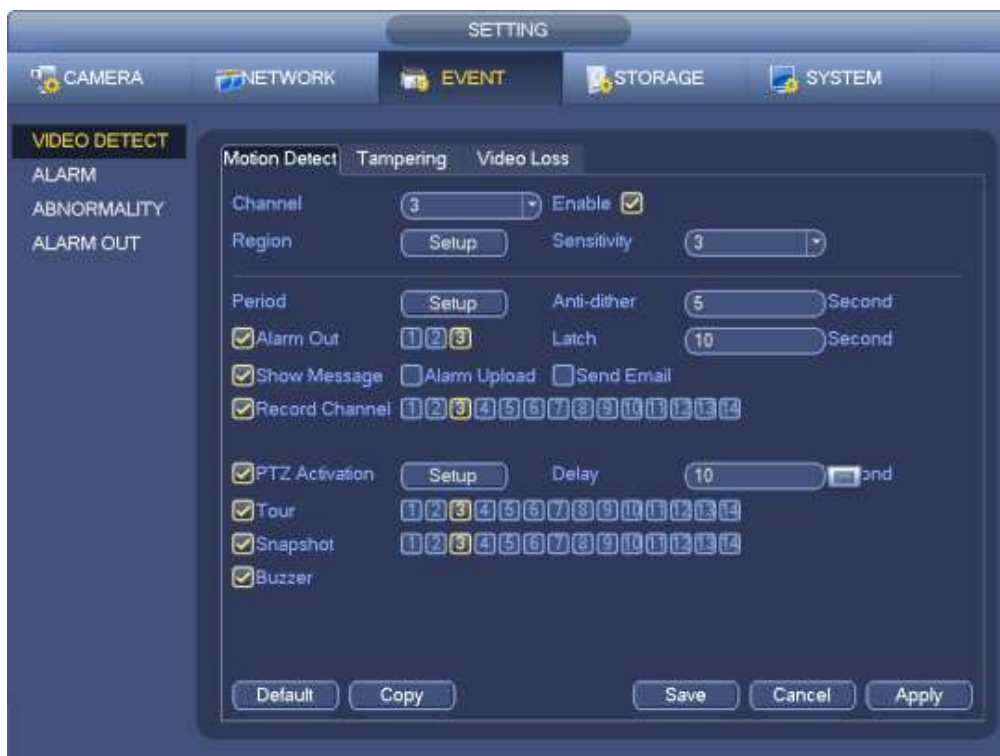 SETTING
CAMERA NETWORK EVENT STORAGE SYSTEM
VIDEO DETECT
ALARM
ABNORMALITY
ALARM OUT
Motion Detect Tampering Video Loss
Channel 3 Enable
Region Setup Sensitivity 3
Period Setup Anti-dither 5 Second
Alarm Out 1 2 3 Latch 10 Second
Show Message Alarm Upload Send Email
Record Channel 1 2 3 4 5 6 7 8 9 10 11 12 13 14
PTZ Activation Setup Delay 10 ond
Tour 1 2 3 4 5 6 7 8 9 10 11 12 13 14
Snapshot 1 2 3 4 5 6 7 8 9 10 11 12 13 14
Buzzer
Default Copy Save Cancel Apply